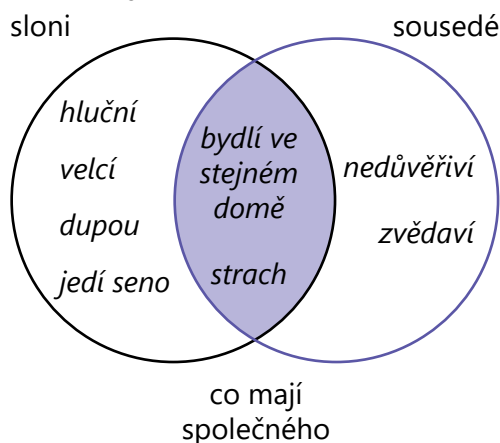 sloni
sousedé
hluční
velcí
dupou
jedí seno
bydlí ve
stejném
domě
strach
nedůvěřiví
zvědaví
co mají
společného